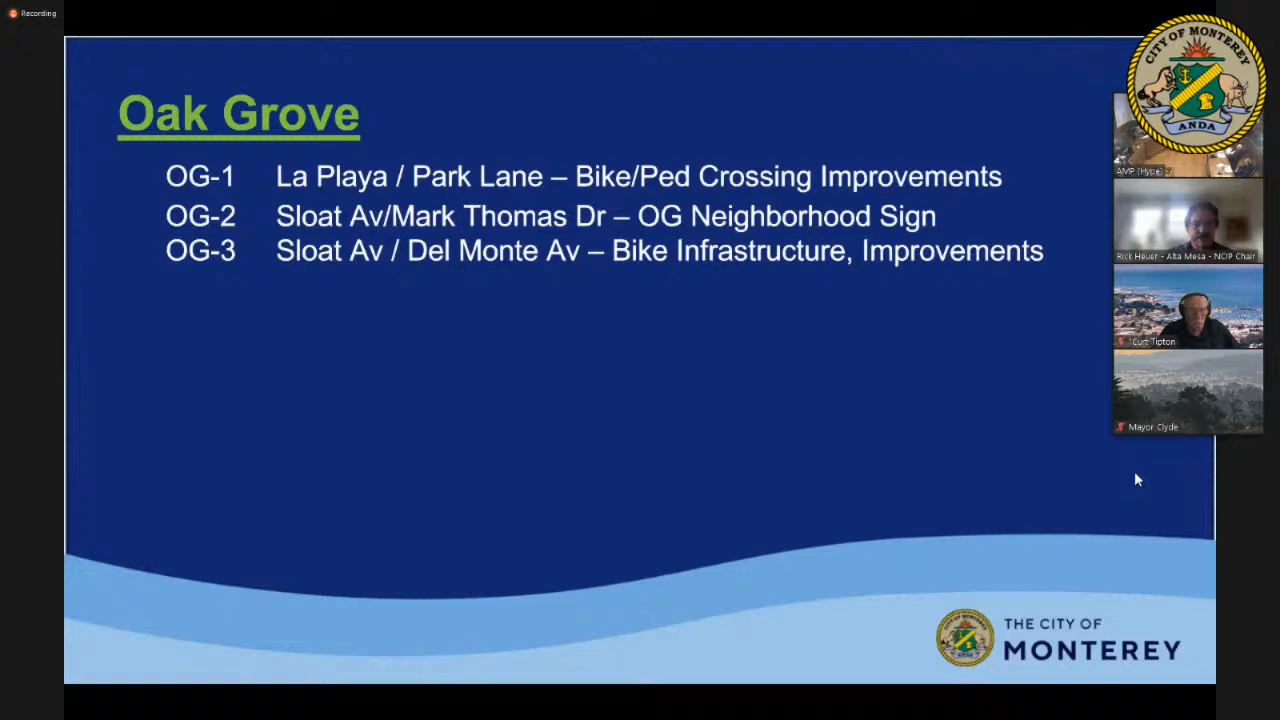 Recording
CITY OF MONTEREY
ANDA
Oak Grove
OG-1 La Playa / Park Lane – Bike/Ped Crossing Improvements
OG-2 Sloat Av/Mark Thomas Dr – OG Neighborhood Sign
OG-3 Sloat Av / Del Monte Av – Bike Infrastructure, Improvements
AMP (Hype)
Rick Heuer - Alta Mesa - NCIP Chair
Curt Tipton
Mayor Clyde
THE CITY OF
MONTEREY